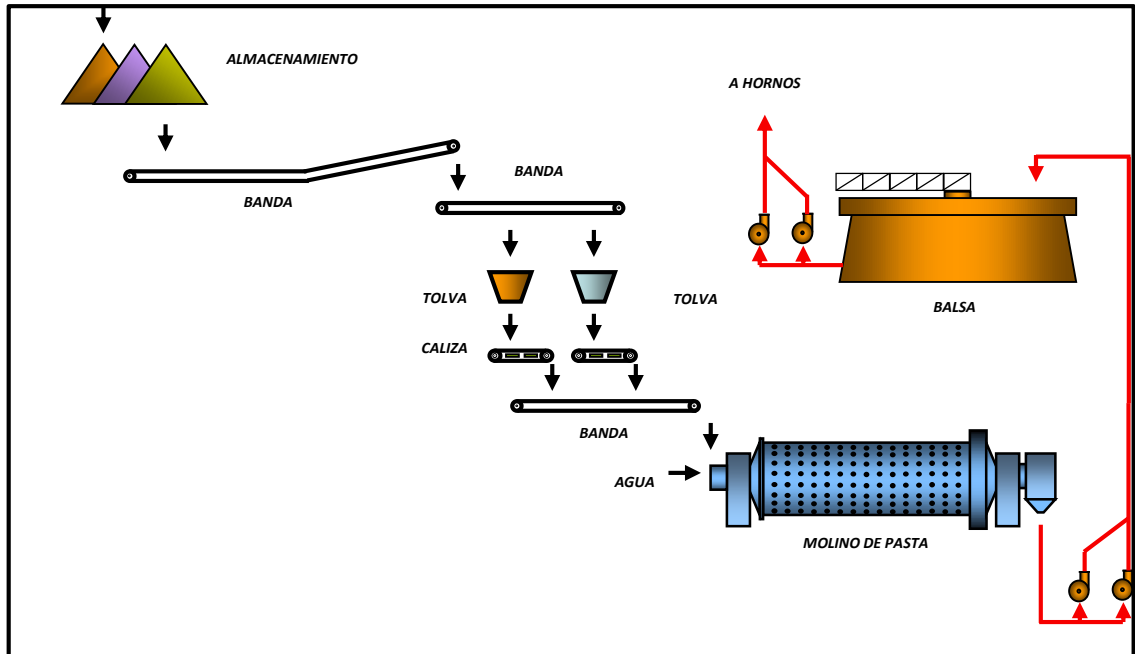 ALMACENAMIENTO
A HORNOS
BANDA
BANDA
TOLVA
TOLVA
BALSA
CALIZA
BANDA
AGUA
MOLINO DE PASTA